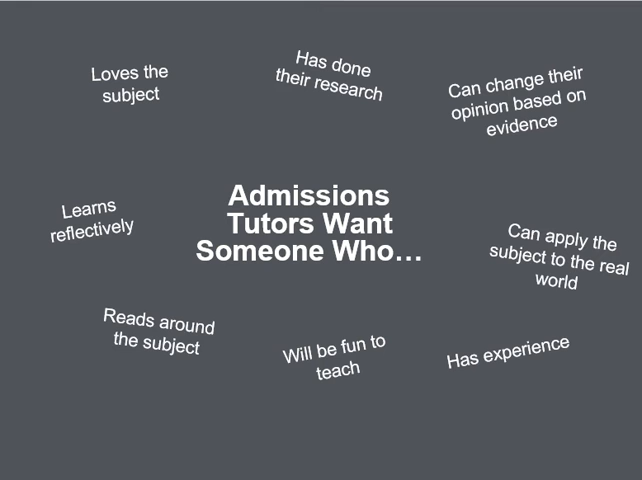 Loves the
subject
Has done
their research
Can change their
opinion based on
evidence
Learns
reflectively
Admissions
Tutors Want
Someone Who…
Can apply the
subject to the real
world
Reads around
the subject
Will be fun to
teach
Has experience